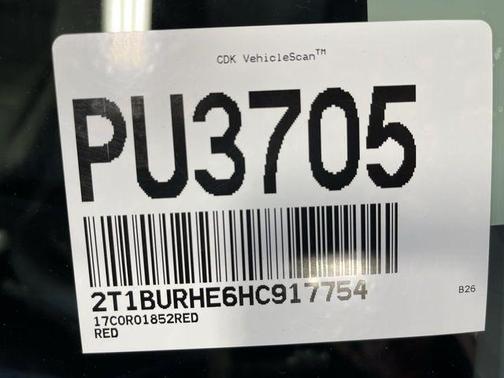 CDK VehicleScan™
PU3705
2T1BURHE6HC917754
B26
17COR01852RED
RED